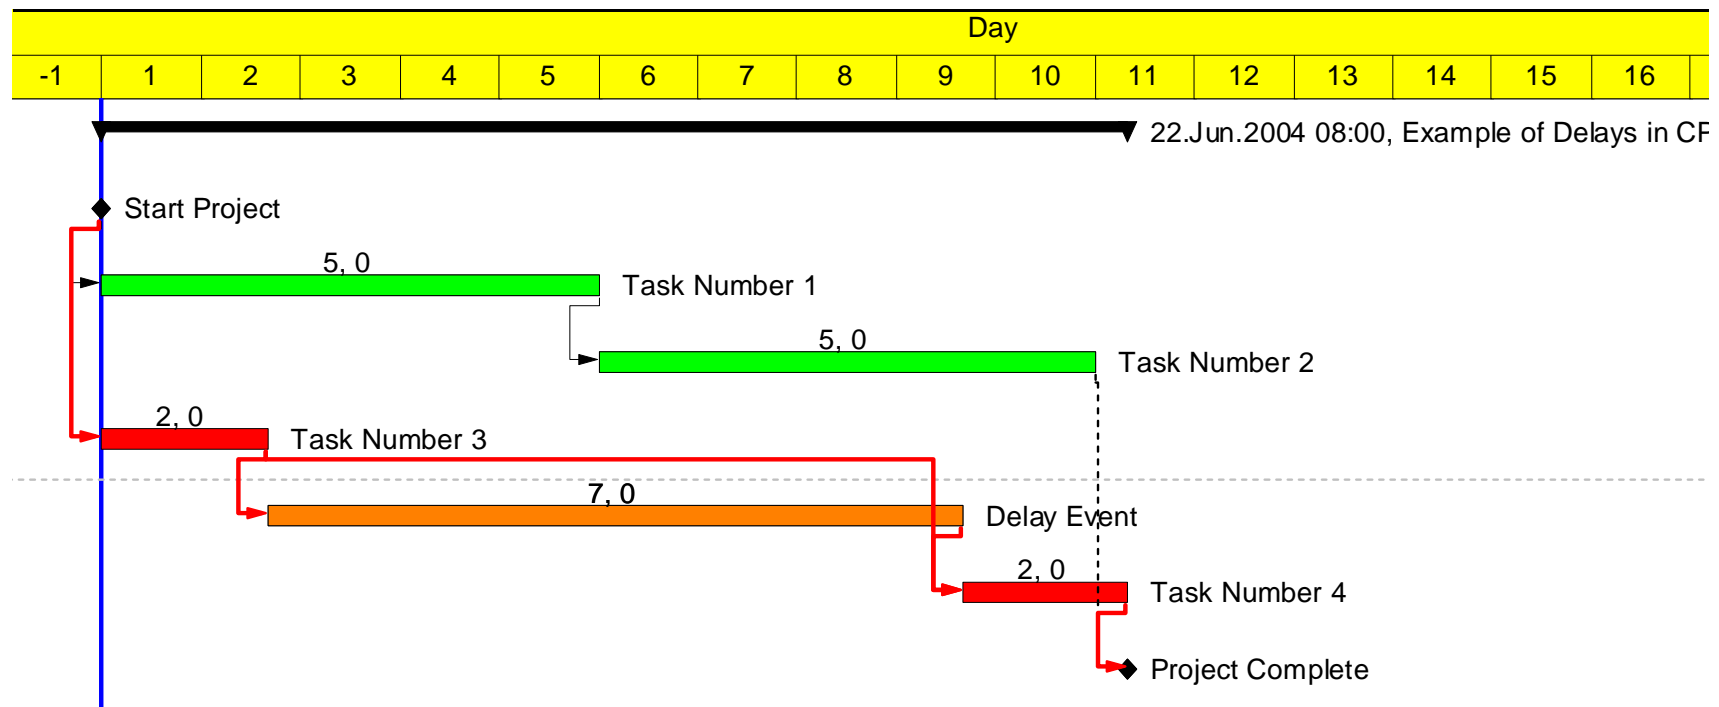 Day
-1 1 2 3 4 5 6 7 8 9 10 11 12 13 14 15 16
22.Jun.2004 08:00, Example of Delays in CP
Start Project
5, 0
Task Number 1
5, 0
Task Number 2
2, 0
Task Number 3
7, 0
Delay Event
2, 0
Task Number 4
Project Complete